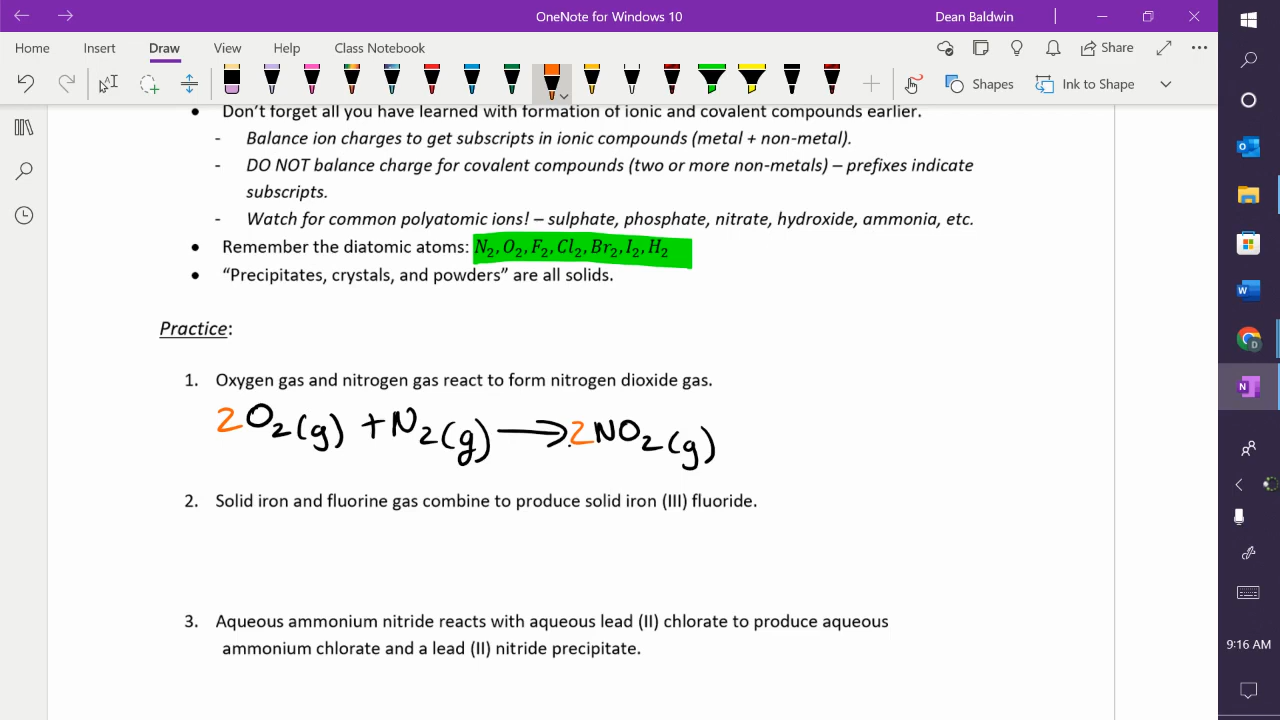 OneNote for Windows 10
Dean Baldwin
Home Insert Draw View Help Class Notebook
Share
Shapes Ink to Shape
• Don't forget all you have learned with formation of ionic and covalent compounds earlier.
- Balance ion charges to get subscripts in ionic compounds (metal + non-metal).
- DO NOT balance charge for covalent compounds (two or more non-metals) – prefixes indicate
subscripts.
- Watch for common polyatomic ions! – sulphate, phosphate, nitrate, hydroxide, ammonia, etc.
• Remember the diatomic atoms: N₂, O₂, F₂, Cl₂, Br₂, I₂, H₂
• “Precipitates, crystals, and powders” are all solids.
Practice:
1. Oxygen gas and nitrogen gas react to form nitrogen dioxide gas.
2O₂(g) + N₂(g) → 2NO₂(g)
2. Solid iron and fluorine gas combine to produce solid iron (III) fluoride.
3. Aqueous ammonium nitride reacts with aqueous lead (II) chlorate to produce aqueous
ammonium chlorate and a lead (II) nitride precipitate.
9:16 AM